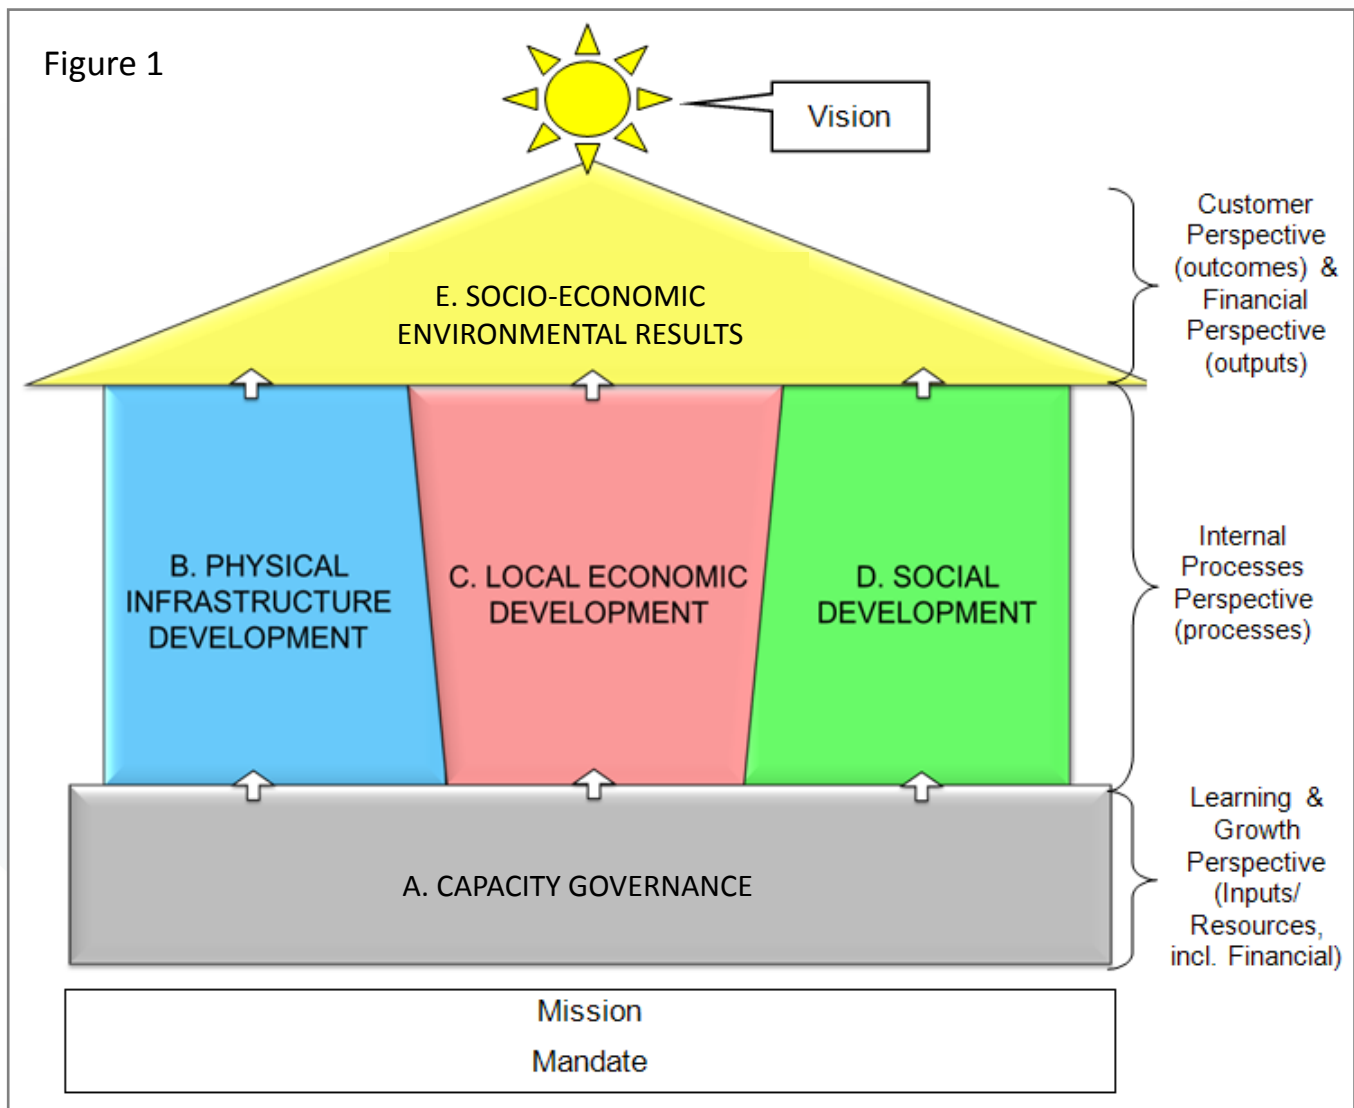 Figure 1
Vision
Customer
Perspective
(outcomes) &
Financial
Perspective
(outputs)
E. SOCIO-ECONOMIC
ENVIRONMENTAL RESULTS
B. PHYSICAL
INFRASTRUCTURE
DEVELOPMENT
C. LOCAL ECONOMIC
DEVELOPMENT
D. SOCIAL
DEVELOPMENT
Internal
Processes
Perspective
(processes)
A. CAPACITY GOVERNANCE
Learning &
Growth
Perspective
(Inputs/
Resources,
incl. Financial)
Mission
Mandate